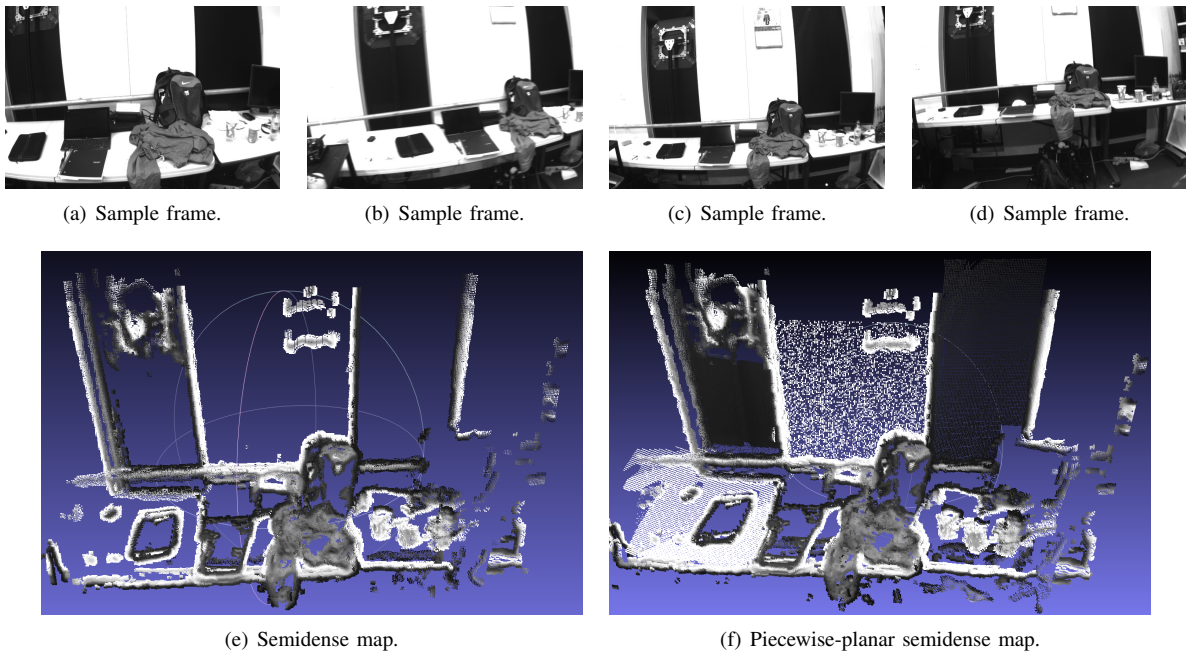 (a) Sample frame.
(b) Sample frame.
(c) Sample frame.
(d) Sample frame.
(e) Semidense map.
(f) Piecewise-planar semidense map.